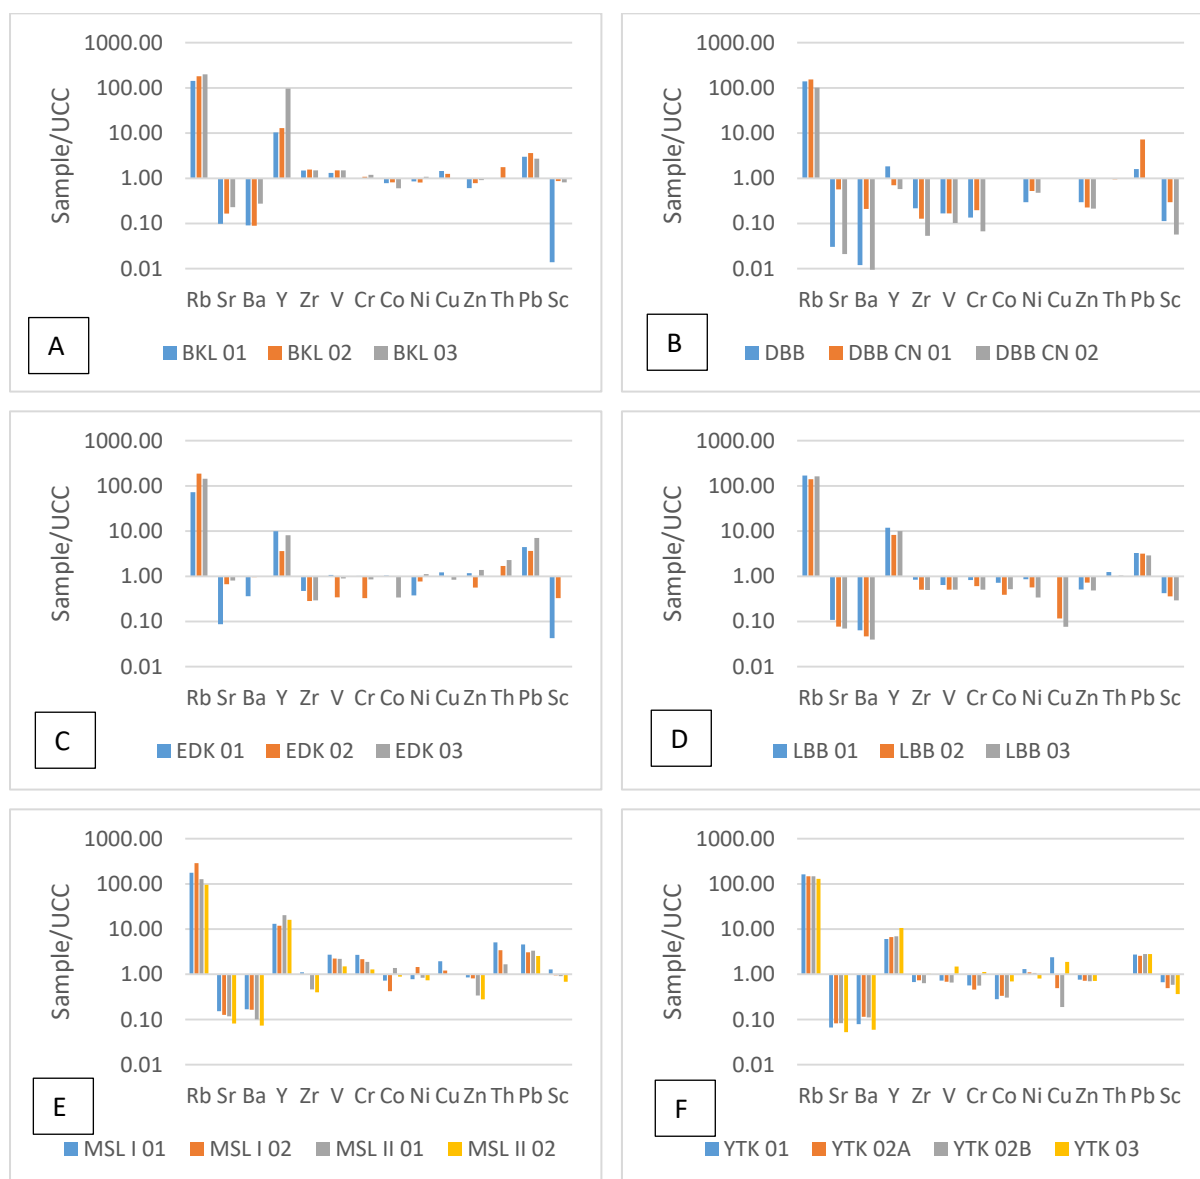 1000.00
100.00
10.00
1.00
0.10
0.01
Sample/UCC
Rb Sr Ba Y Zr V Cr Co Ni Cu Zn Th Pb Sc
A
BKL 01 BKL 02 BKL 03
1000.00
100.00
10.00
1.00
0.10
0.01
Sample/UCC
Rb Sr Ba Y Zr V Cr Co Ni Cu Zn Th Pb Sc
B
DBB DBB CN 01 DBB CN 02
1000.00
100.00
10.00
1.00
0.10
0.01
Sample/UCC
Rb Sr Ba Y Zr V Cr Co Ni Cu Zn Th Pb Sc
C
EDK 01 EDK 02 EDK 03
1000.00
100.00
10.00
1.00
0.10
0.01
Sample/UCC
Rb Sr Ba Y Zr V Cr Co Ni Cu Zn Th Pb Sc
D
LBB 01 LBB 02 LBB 03
1000.00
100.00
10.00
1.00
0.10
0.01
Sample/UCC
Rb Sr Ba Y Zr V Cr Co Ni Cu Zn Th Pb Sc
E
MSL I 01 MSL I 02 MSL II 01 MSL II 02
1000.00
100.00
10.00
1.00
0.10
0.01
Sample/UCC
Rb Sr Ba Y Zr V Cr Co Ni Cu Zn Th Pb Sc
F
YTK 01 YTK 02A YTK 02B YTK 03